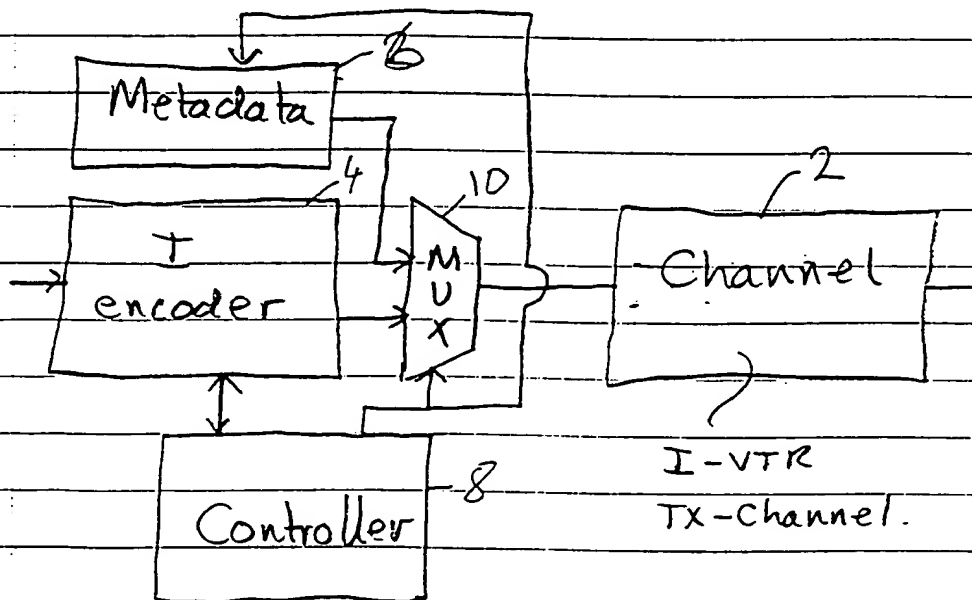 6
Metadata
4
10
2
I
encoder
M
U
X
Channel
8
Controller
I-VTR
TX-Channel.